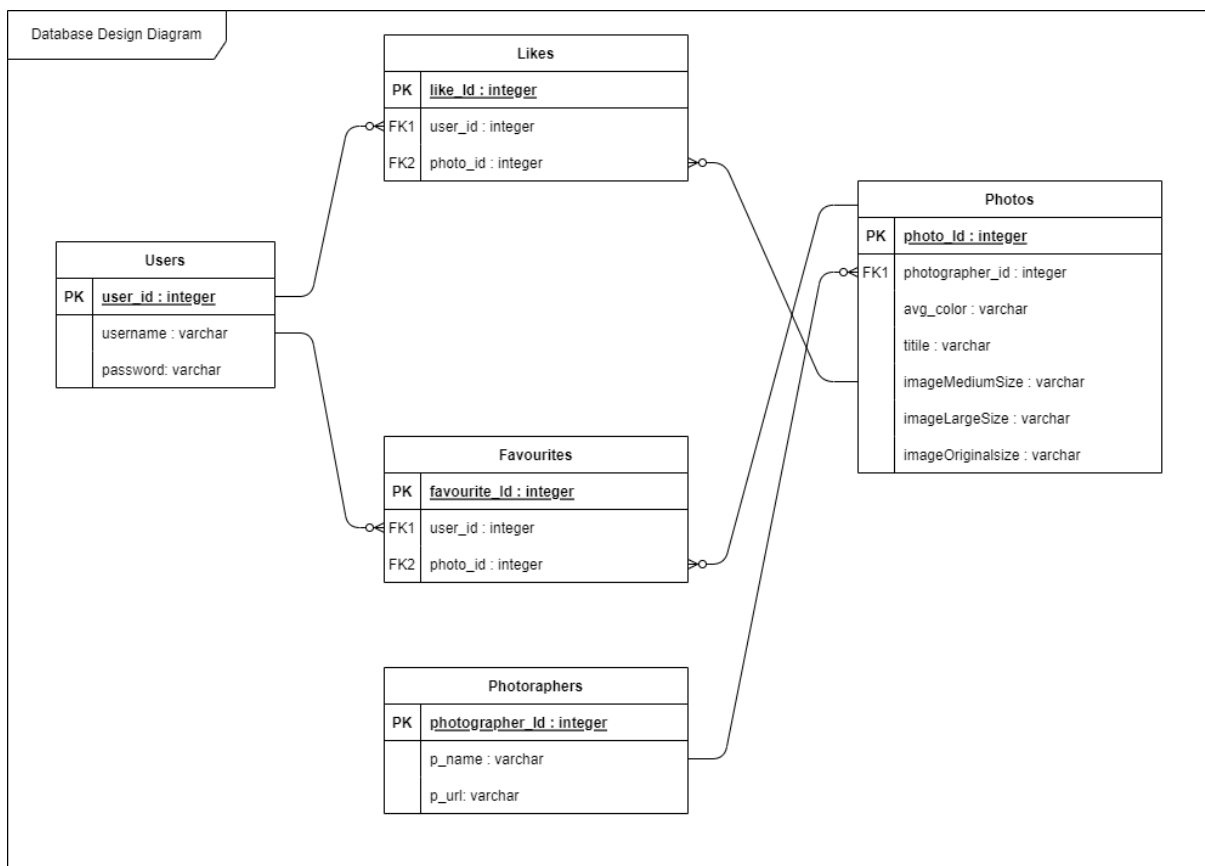 Database Design Diagram
Likes
PK like_Id : integer
FK1 user_id : integer
FK2 photo_id : integer
Photos
PK photo_Id : integer
FK1 photographer_id : integer
avg_color : varchar
titile : varchar
imageMediumSize : varchar
imageLargeSize : varchar
imageOriginalsize : varchar
Users
PK user_id : integer
username : varchar
password: varchar
Favourites
PK favourite_Id : integer
FK1 user_id : integer
FK2 photo_id : integer
Photoraphers
PK photographer_Id : integer
p_name : varchar
p_url: varchar